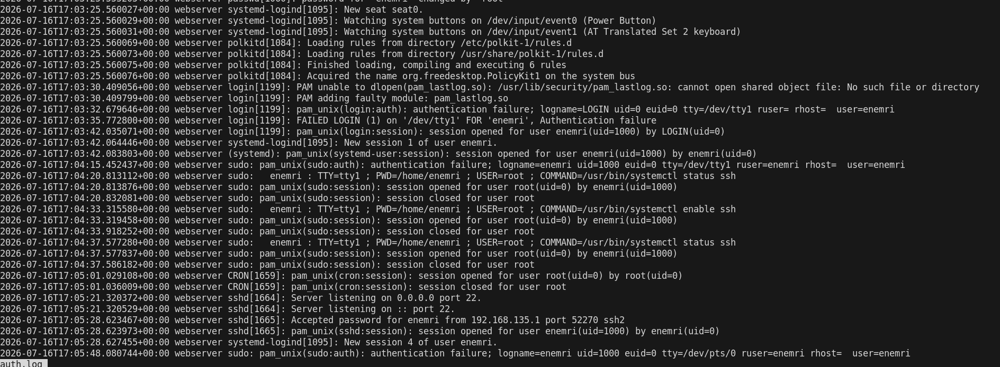 2026-07-16T17:03:25.560027+00:00 webserver systemd-logind[1095]: New seat seat0.
2026-07-16T17:03:25.560029+00:00 webserver systemd-logind[1095]: Watching system buttons on /dev/input/event0 (Power Button)
2026-07-16T17:03:25.560031+00:00 webserver systemd-logind[1095]: Watching system buttons on /dev/input/event1 (AT Translated Set 2 keyboard)
2026-07-16T17:03:25.560069+00:00 webserver polkitd[1084]: Loading rules from directory /etc/polkit-1/rules.d
2026-07-16T17:03:25.560073+00:00 webserver polkitd[1084]: Loading rules from directory /usr/share/polkit-1/rules.d
2026-07-16T17:03:25.560075+00:00 webserver polkitd[1084]: Finished loading, compiling and executing 6 rules
2026-07-16T17:03:25.560076+00:00 webserver polkitd[1084]: Acquired the name org.freedesktop.PolicyKit1 on the system bus
2026-07-16T17:03:30.409056+00:00 webserver login[1199]: PAM unable to dlopen(pam_lastlog.so): /usr/lib/security/pam_lastlog.so: cannot open shared object file: No such file or directory
2026-07-16T17:03:30.409799+00:00 webserver login[1199]: PAM adding faulty module: pam_lastlog.so
2026-07-16T17:03:32.679646+00:00 webserver login[1199]: pam_unix(login:auth): authentication failure; logname=LOGIN uid=0 euid=0 tty=/dev/tty1 ruser= rhost=  user=enemri
2026-07-16T17:03:35.772800+00:00 webserver login[1199]: FAILED LOGIN (1) on '/dev/tty1' FOR 'enemri', Authentication failure
2026-07-16T17:03:42.035071+00:00 webserver login[1199]: pam_unix(login:session): session opened for user enemri(uid=1000) by LOGIN(uid=0)
2026-07-16T17:03:42.064446+00:00 webserver systemd-logind[1095]: New session 1 of user enemri.
2026-07-16T17:03:42.083803+00:00 webserver (systemd): pam_unix(systemd-user:session): session opened for user enemri(uid=1000) by enemri(uid=0)
2026-07-16T17:04:15.452437+00:00 webserver sudo: pam_unix(sudo:auth): authentication failure; logname=enemri uid=1000 euid=0 tty=/dev/tty1 ruser=enemri rhost=  user=enemri
2026-07-16T17:04:20.813112+00:00 webserver sudo:   enemri : TTY=tty1 ; PWD=/home/enemri ; USER=root ; COMMAND=/usr/bin/systemctl status ssh
2026-07-16T17:04:20.813876+00:00 webserver sudo: pam_unix(sudo:session): session opened for user root(uid=0) by enemri(uid=1000)
2026-07-16T17:04:20.832081+00:00 webserver sudo: pam_unix(sudo:session): session closed for user root
2026-07-16T17:04:33.315580+00:00 webserver sudo:   enemri : TTY=tty1 ; PWD=/home/enemri ; USER=root ; COMMAND=/usr/bin/systemctl enable ssh
2026-07-16T17:04:33.319458+00:00 webserver sudo: pam_unix(sudo:session): session opened for user root(uid=0) by enemri(uid=1000)
2026-07-16T17:04:33.918252+00:00 webserver sudo: pam_unix(sudo:session): session closed for user root
2026-07-16T17:04:37.577280+00:00 webserver sudo:   enemri : TTY=tty1 ; PWD=/home/enemri ; USER=root ; COMMAND=/usr/bin/systemctl status ssh
2026-07-16T17:04:37.577837+00:00 webserver sudo: pam_unix(sudo:session): session opened for user root(uid=0) by enemri(uid=1000)
2026-07-16T17:04:37.586182+00:00 webserver sudo: pam_unix(sudo:session): session closed for user root
2026-07-16T17:05:01.029108+00:00 webserver CRON[1659]: pam_unix(cron:session): session opened for user root(uid=0) by root(uid=0)
2026-07-16T17:05:01.036009+00:00 webserver CRON[1659]: pam_unix(cron:session): session closed for user root
2026-07-16T17:05:21.320372+00:00 webserver sshd[1664]: Server listening on 0.0.0.0 port 22.
2026-07-16T17:05:21.320529+00:00 webserver sshd[1664]: Server listening on :: port 22.
2026-07-16T17:05:28.623467+00:00 webserver sshd[1665]: Accepted password for enemri from 192.168.135.1 port 52270 ssh2
2026-07-16T17:05:28.623973+00:00 webserver sshd[1665]: pam_unix(sshd:session): session opened for user enemri(uid=1000) by enemri(uid=0)
2026-07-16T17:05:28.627455+00:00 webserver systemd-logind[1095]: New session 4 of user enemri.
2026-07-16T17:05:48.080744+00:00 webserver sudo: pam_unix(sudo:auth): authentication failure; logname=enemri uid=1000 euid=0 tty=/dev/pts/0 ruser=enemri rhost=  user=enemri
auth.log